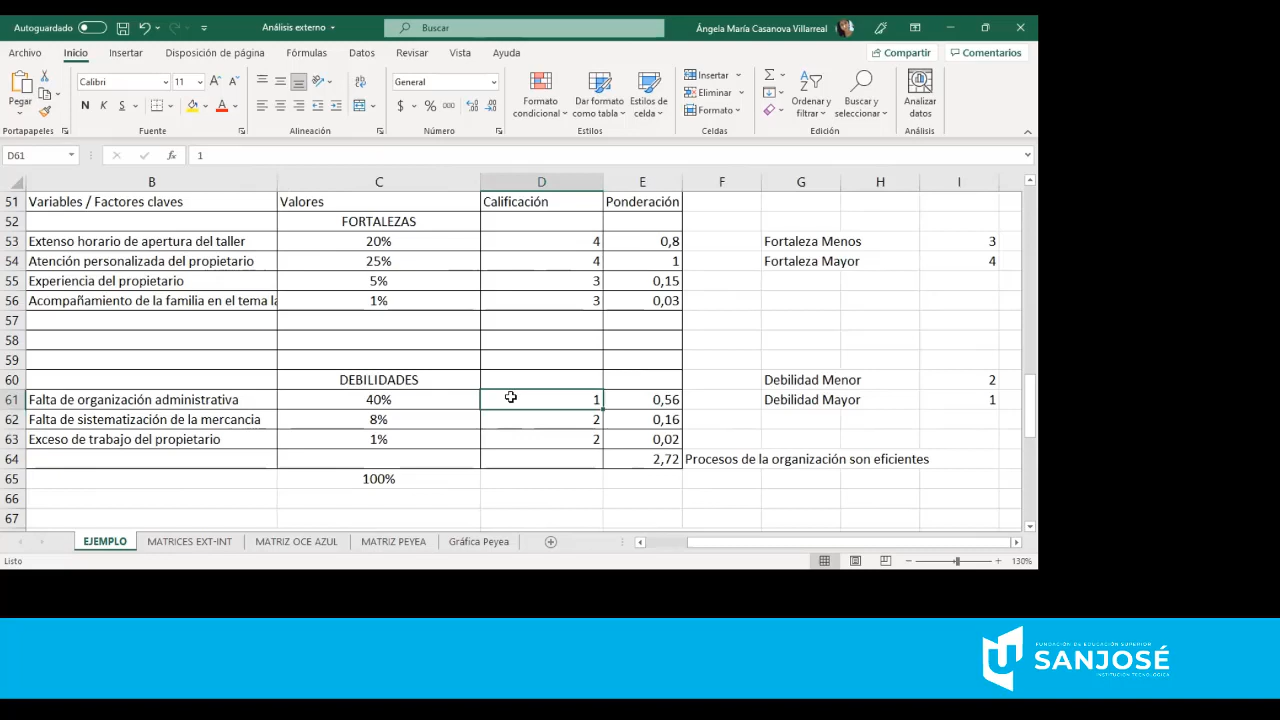 Autoguardado
Análisis externo
Buscar
Ángela María Casanova Villarreal
Archivo Inicio Insertar Disposición de página Fórmulas Datos Revisar Vista Ayuda Compartir Comentarios
Pegar
Calibri 11
N K S
General
$ % 000
Formato condicional
Dar formato como tabla
Estilos de celda
Insertar
Eliminar
Formato
Ordenar y filtrar
Buscar y seleccionar
Analizar datos
Portapapeles Fuente Alineación Número Estilos Celdas Edición Análisis
D61 fx 1
B C D E F G H I
51 Variables / Factores claves Valores Calificación Ponderación
52 FORTALEZAS
53 Extenso horario de apertura del taller 20% 4 0,8 Fortaleza Menos 3
54 Atención personalizada del propietario 25% 4 1 Fortaleza Mayor 4
55 Experiencia del propietario 5% 3 0,15
56 Acompañamiento de la familia en el tema la 1% 3 0,03
57
58
59
60 DEBILIDADES Debilidad Menor 2
61 Falta de organización administrativa 40% 1 0,56 Debilidad Mayor 1
62 Falta de sistematización de la mercancia 8% 2 0,16
63 Exceso de trabajo del propietario 1% 2 0,02
64 2,72 Procesos de la organización son eficientes
65 100%
66
67
EJEMPLO MATRICES EXT-INT MATRIZ OCE AZUL MATRIZ PEYEA Gráfica Peyea
Listo 130%
FUNDACIÓN DE EDUCACIÓN SUPERIOR
SANJOSÉ
INSTITUCIÓN TECNOLÓGICA